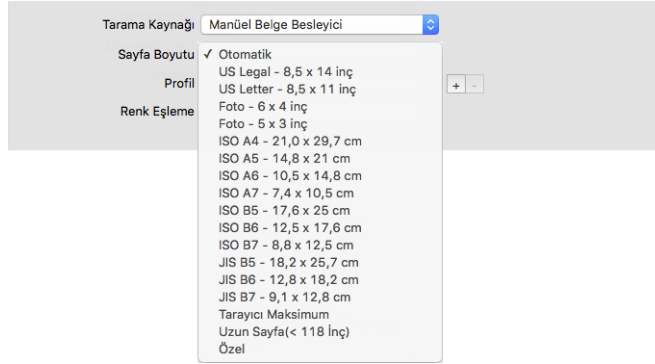 Tarama Kaynağı Manüel Belge Besleyici
Sayfa Boyutu ✓ Otomatik
US Legal - 8,5 x 14 inç
Profil US Letter - 8,5 x 11 inç + -
Foto - 6 x 4 inç
Renk Eşleme Foto - 5 x 3 inç
ISO A4 - 21,0 x 29,7 cm
ISO A5 - 14,8 x 21 cm
ISO A6 - 10,5 x 14,8 cm
ISO A7 - 7,4 x 10,5 cm
ISO B5 - 17,6 x 25 cm
ISO B6 - 12,5 x 17,6 cm
ISO B7 - 8,8 x 12,5 cm
JIS B5 - 18,2 x 25,7 cm
JIS B6 - 12,8 x 18,2 cm
JIS B7 - 9,1 x 12,8 cm
Tarayıcı Maksimum
Uzun Sayfa(< 118 İnç)
Özel